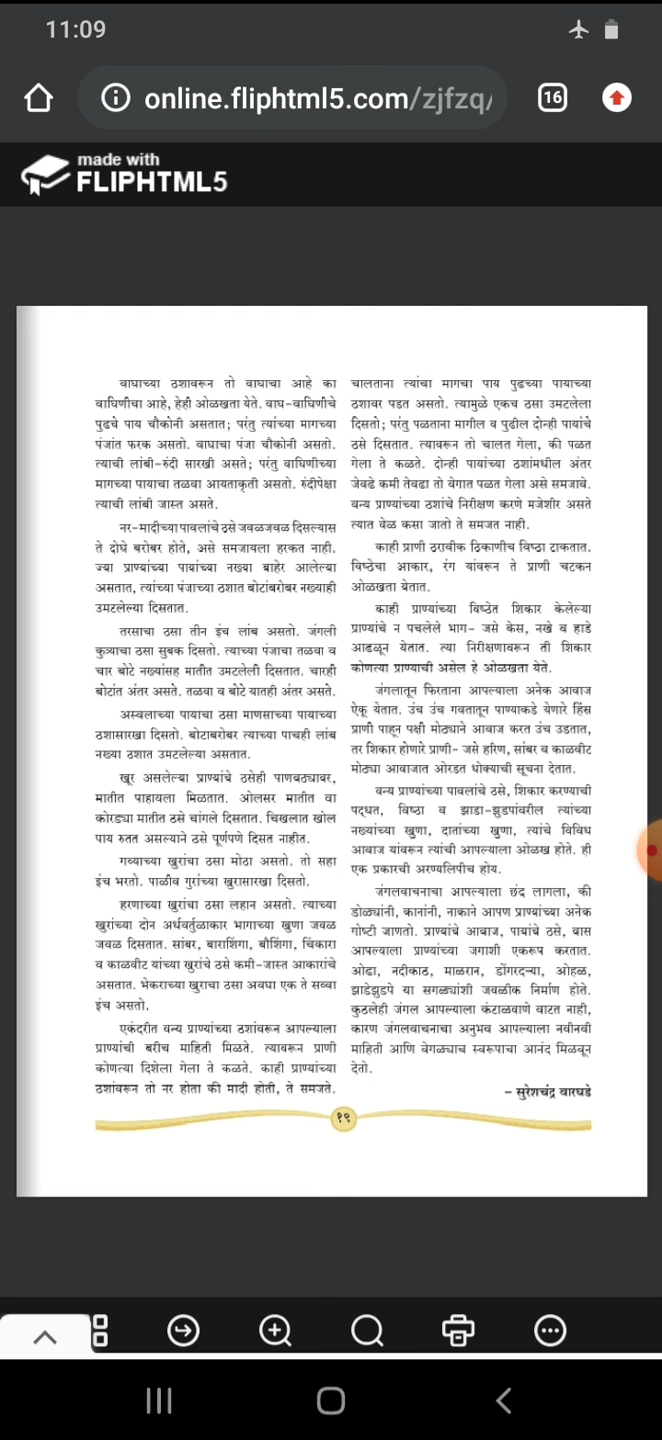 11:09
online.fliphtml5.com/zjfzq/
16
made with
FLIPHTML5
वाघाच्या ठशावरून तो वाघाचा आहे का
वाघिणीचा आहे, हेही ओळखता येते. वाघ-वाघिणीचे
पुढचे पाय चौकोनी असतात; परंतु त्यांच्या मागच्या
पंजांत फरक असतो. वाघाचा पंजा चौकोनी असतो.
त्याची लांबी-रुंदी सारखी असते; परंतु वाघिणीच्या
मागच्या पायाचा तळवा आयताकृती असतो. रुंदीपेक्षा
त्याची लांबी जास्त असते.
नर-मादीच्या पावलांचे ठसे जवळजवळ दिसल्यास
ते दोघे बरोबर होते, असे समजायला हरकत नाही.
ज्या प्राण्यांच्या पायांच्या नख्या बाहेर आलेल्या
असतात, त्यांच्या पंजाच्या ठशात बोटांबरोबर नख्याही
उमटलेल्या दिसतात.
तरसाचा ठसा तीन इंच लांब असतो. जंगली
कुत्र्याचा ठसा सुबक दिसतो. त्याच्या पंजाचा तळवा व
चार बोटे नख्यांसह मातीत उमटलेली दिसतात. चारही
बोटांत अंतर असते. तळवा व बोटे यातही अंतर असते.
अस्वलाच्या पायाचा ठसा माणसाच्या पायाच्या
ठशासारखा दिसतो. बोटाबरोबर त्याच्या पाचही लांब
नख्या ठशात उमटलेल्या असतात.
खूर असलेल्या प्राण्यांचे ठसेही पाणवठ्यावर,
मातीत पाहायला मिळतात. ओलसर मातीत वा
कोरड्या मातीत ठसे चांगले दिसतात. चिखलात खोल
पाय रुतत असल्याने ठसे पूर्णपणे दिसत नाहीत.
गव्याच्या खुरांचा ठसा मोठा असतो. तो सहा
इंच भरतो. पाळीव गुरांच्या खुरासारखा दिसतो.
हरणाच्या खुरांचा ठसा लहान असतो. त्याच्या
खुरांच्या दोन अर्धवर्तुळाकार भागाच्या खुणा जवळ
जवळ दिसतात. सांबर, बाराशिंगा, चौशिंगा, चिंकारा
व काळवीट यांच्या खुरांचे ठसे कमी-जास्त आकारांचे
असतात. भेकराच्या खुराचा ठसा अवघा एक ते सव्वा
इंच असतो.
एकंदरीत वन्य प्राण्यांच्या ठशांवरून आपल्याला
प्राण्यांची बरीच माहिती मिळते. त्यावरून प्राणी
कोणत्या दिशेला गेला ते कळते. काही प्राण्यांच्या
ठशांवरून तो नर होता की मादी होती, ते समजते.
चालताना त्यांचा मागचा पाय पुढच्या पायाच्या
ठशावर पडत असतो. त्यामुळे एकच ठसा उमटलेला
दिसतो; परंतु पळताना मागील व पुढील दोन्ही पायांचे
ठसे दिसतात. त्यावरून तो चालत गेला, की पळत
गेला ते कळते. दोन्ही पायांच्या ठशांमधील अंतर
जेवढे कमी तेवढा तो वेगात पळत गेला असे समजावे.
वन्य प्राण्यांच्या ठशांचे निरीक्षण करणे मजेशीर असते
त्यात वेळ कसा जातो ते समजत नाही.
काही प्राणी ठरावीक ठिकाणीच विष्ठा टाकतात.
विष्ठेचा आकार, रंग यांवरून ते प्राणी चटकन
ओळखता येतात.
काही प्राण्यांच्या विष्ठेत शिकार केलेल्या
प्राण्यांचे न पचलेले भाग- जसे केस, नखे व हाडे
आढळून येतात. त्या निरीक्षणावरून ती शिकार
कोणत्या प्राण्याची असेल हे ओळखता येते.
जंगलातून फिरताना आपल्याला अनेक आवाज
ऐकू येतात. उंच उंच गवतातून पाण्याकडे येणारे हिंस्र
प्राणी पाहून पक्षी मोठ्याने आवाज करत उंच उडतात,
तर शिकार होणारे प्राणी- जसे हरिण, सांबर व काळवीट
मोठ्या आवाजात ओरडत धोक्याची सूचना देतात.
वन्य प्राण्यांच्या पावलांचे ठसे, शिकार करण्याची
पद्धत, विष्ठा व झाडा-झुडपांवरील त्यांच्या
नख्यांच्या खुणा, दातांच्या खुणा, त्यांचे विविध
आवाज यांवरून त्यांची आपल्याला ओळख होते. ही
एक प्रकारची अरण्यलिपीच होय.
जंगलवाचनाचा आपल्याला छंद लागला, की
डोळ्यांनी, कानांनी, नाकाने आपण प्राण्यांच्या अनेक
गोष्टी जाणतो. प्राण्यांचे आवाज, पायांचे ठसे, वास
आपल्याला प्राण्यांच्या जगाशी एकरूप करतात.
ओढा, नदीकाठ, माळरान, डोंगरदऱ्या, ओहळ,
झाडेझुडपे या सगळ्यांशी जवळीक निर्माण होते.
कुठलेही जंगल आपल्याला कंटाळवाणे वाटत नाही,
कारण जंगलवाचनाचा अनुभव आपल्याला नवीनवी
माहिती आणि वेगळ्याच स्वरूपाचा आनंद मिळवून
देतो.
– सुरेशचंद्र वारघडे
१९